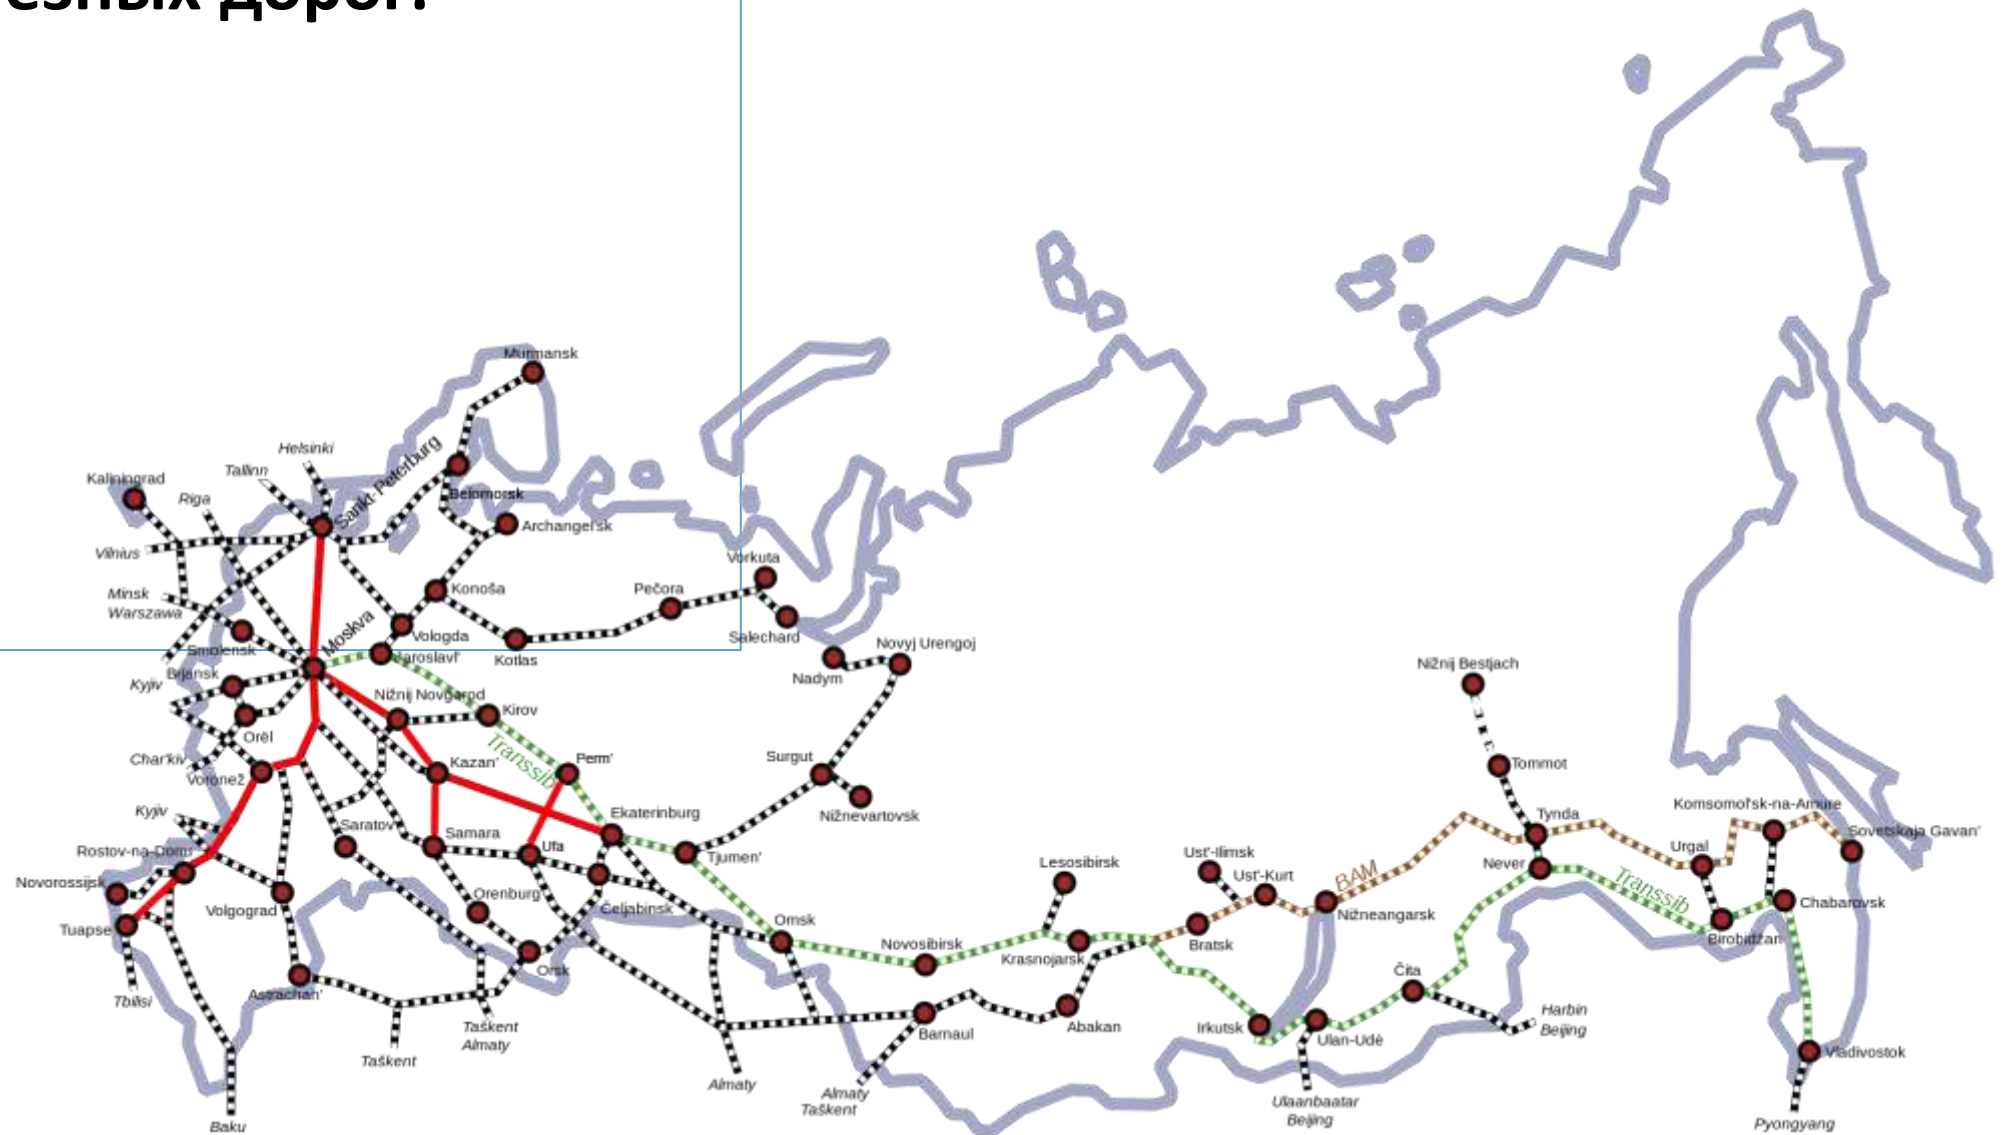 Murmansk
Helsinki
Sankt-Peterburg
Tallinn
Kaliningrad
Riga
Belomorsk
Archangel'sk
Vilnius
Vorkuta
Minsk
Warszawa
Konoša
Pečora
Moskva
Vologda
Salechard
Smolensk
Jaroslavl'
Kotlas
Novyj Urengoj
Brjansk
Kyjiv
Nadym
Nižnij Bestjach
Nižnij Novgorod
Kirov
Orël
Transsib
Char'kiv
Voronež
Kazan'
Perm'
Surgut
Tommot
Nižnevartovsk
Kyjiv
Ekaterinburg
Komsomol'sk-na-Amure
Saratov
Samara
Ufa
Tynda
Sovetskaja Gavan'
Rostov-na-Donu
Tjumen'
Lesosibirsk
Ust'-Ilimsk
Urgal
Never
Novorossijsk
Ust'-Kurt
BAM
Transsib
Orenburg
Čeljabinsk
Volgograd
Nižneangarsk
Chabarovsk
Tuapse
Omsk
Novosibirsk
Krasnojarsk
Bratsk
Birobidžan
Orsk
Čita
Astrachan'
Tbilisi
Taškent
Almaty
Barnaul
Abakan
Irkutsk
Ulan-Udė
Harbin
Beijing
Taškent
Vladivostok
Almaty
Almaty
Taškent
Ulaanbaatar
Beijing
Baku
Pyongyang